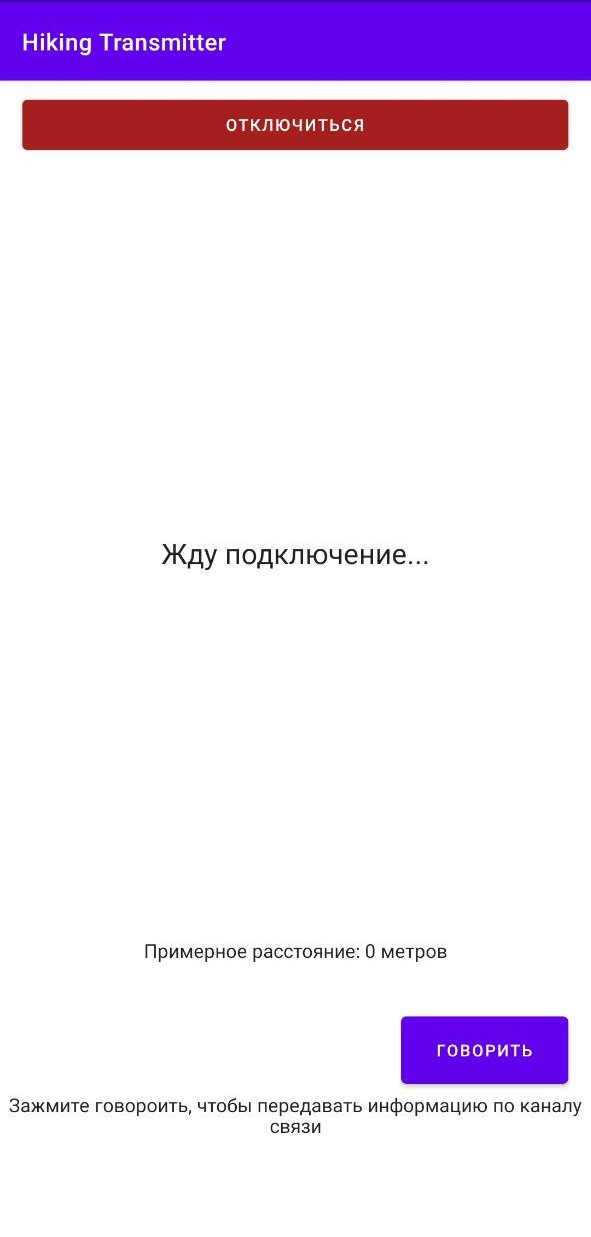 Hiking Transmitter
ОТКЛЮЧИТЬСЯ
Жду подключение...
Примерное расстояние: 0 метров
ГОВОРИТЬ
Зажмите говороить, чтобы передавать информацию по каналу
связи